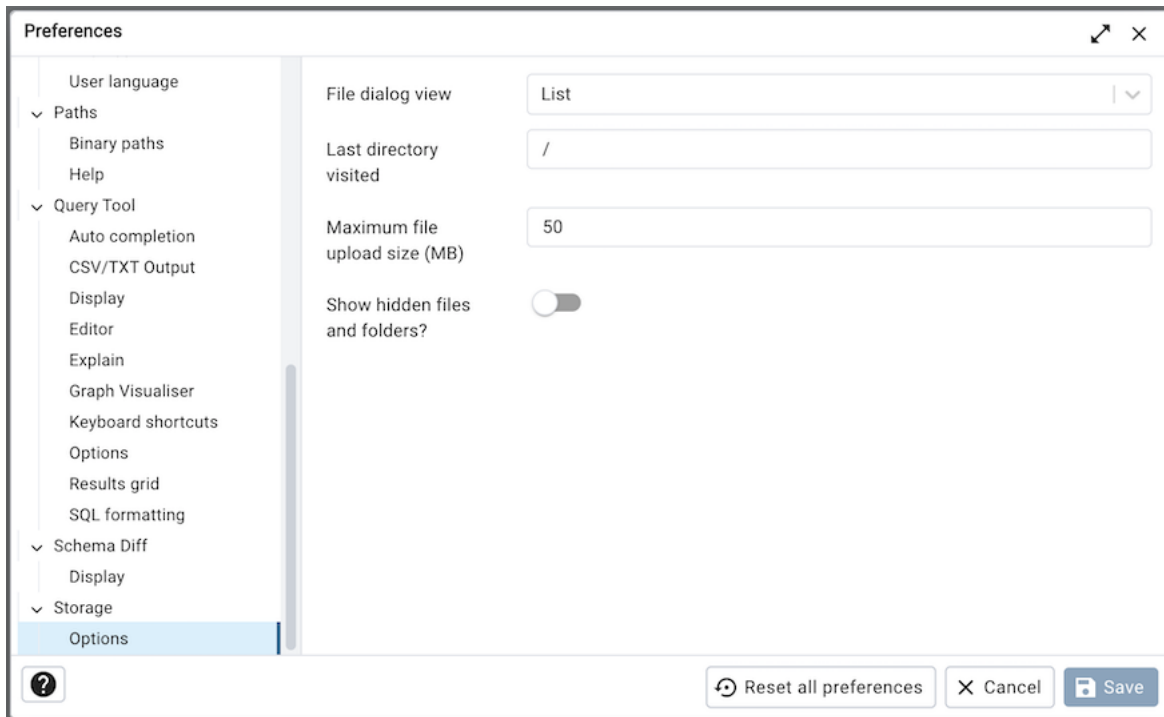 Preferences
User language
Paths
Binary paths
Help
Query Tool
Auto completion
CSV/TXT Output
Display
Editor
Explain
Graph Visualiser
Keyboard shortcuts
Options
Results grid
SQL formatting
Schema Diff
Display
Storage
Options
File dialog view
List
Last directory
visited
/
Maximum file
upload size (MB)
50
Show hidden files
and folders?
?
Reset all preferences
Cancel
Save